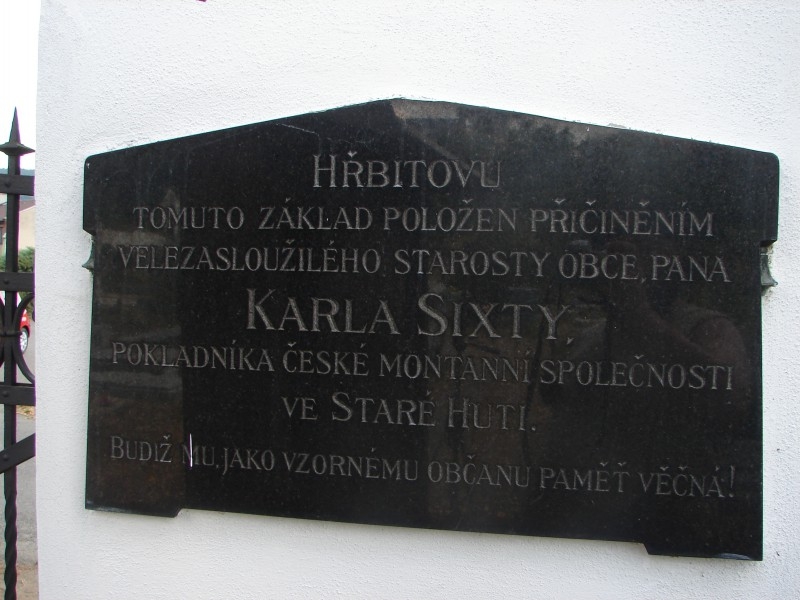 HŘBITOVU
TOMUTO ZÁKLAD POLOŽEN PŘIČINĚNÍM
VELEZASLOUŽILÉHO STAROSTY OBCE, PANA
KARLA SIXTY,
POKLADNÍKA ČESKÉ MONTANNÍ SPOLEČNOSTI
VE STARÉ HUTI.
BUDIŽ MU, JAKO VZORNÉMU OBČANU PAMĚŤ VĚČNÁ!